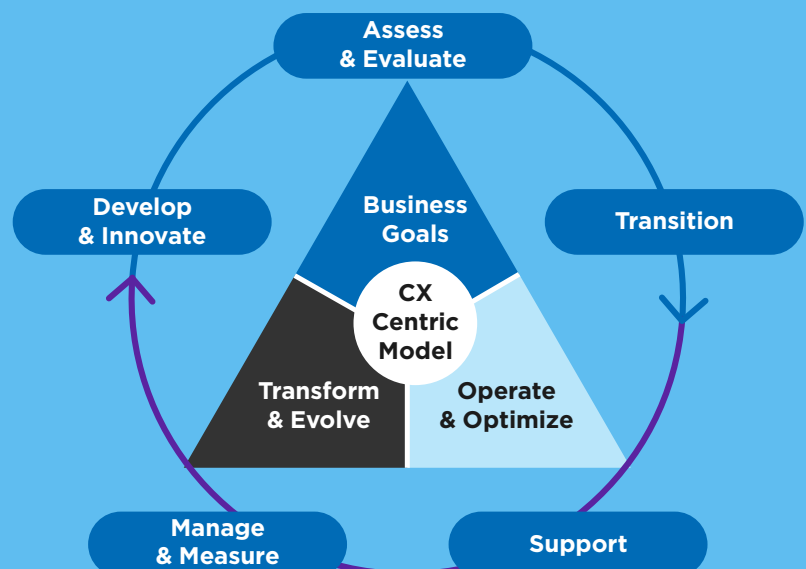 Assess
& Evaluate
Develop
& Innovate
Business
Goals
Transition
CX
Centric
Model
Transform
& Evolve
Operate
& Optimize
Manage
& Measure
Support